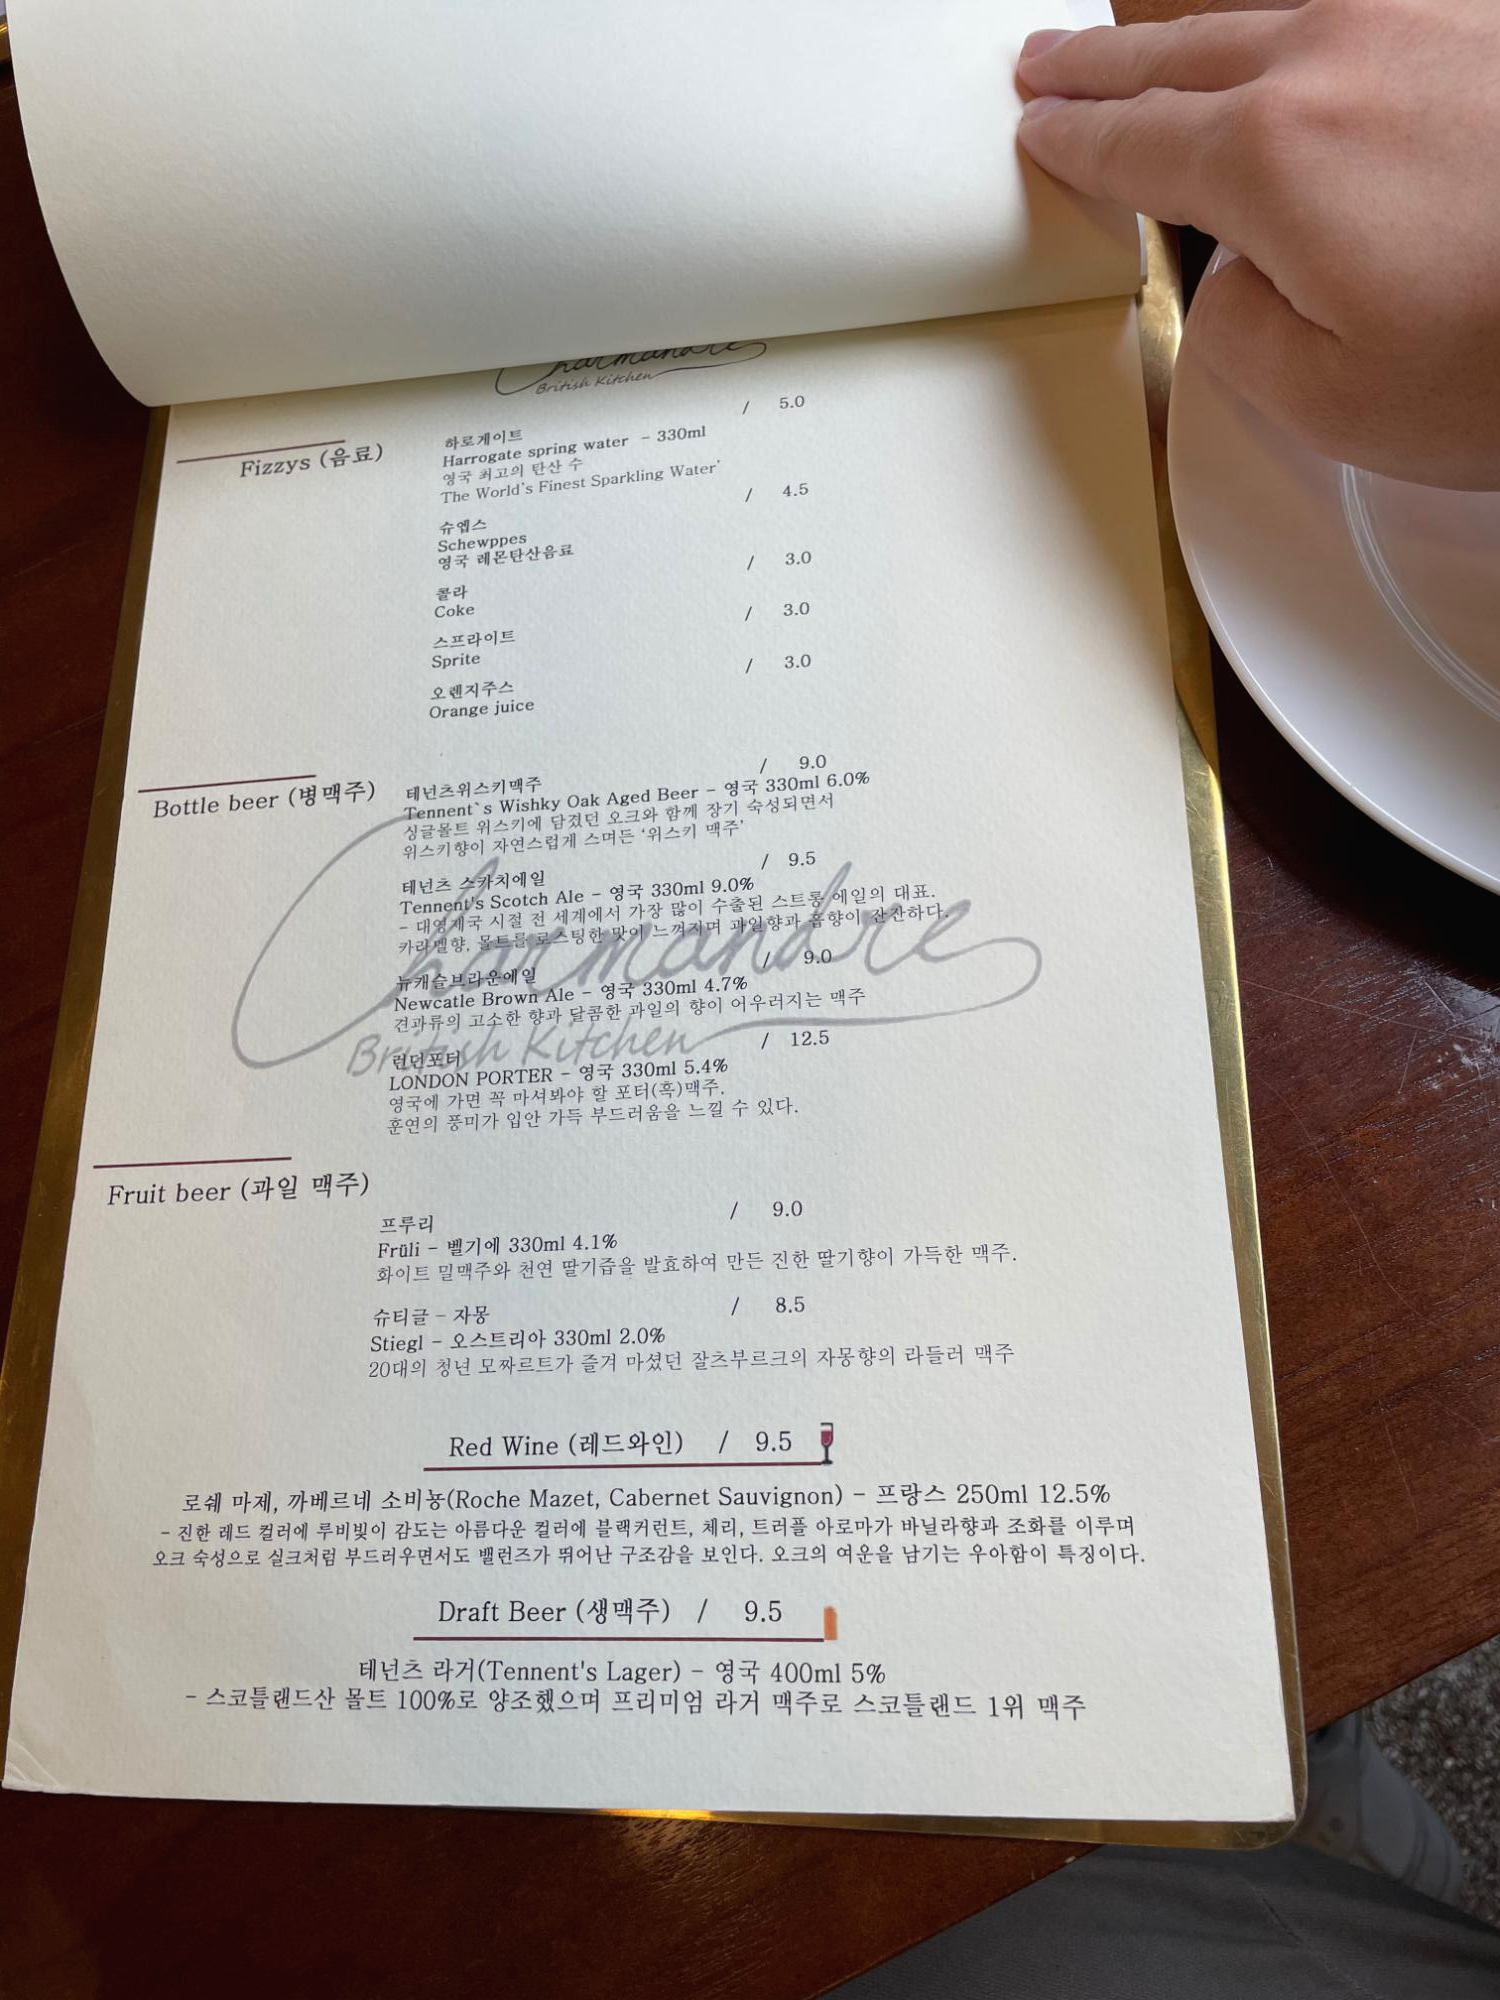 British Kitchen
Fizzys (음료)
/ 5.0
하로게이트
Harrogate spring water - 330ml
영국 최고의 탄산 수
The World's Finest Sparkling Water'
/ 4.5
슈엡스
Schewppes
영국 레몬탄산음료
/ 3.0
콜라
Coke
/ 3.0
스프라이트
Sprite
/ 3.0
오렌지주스
Orange juice
Bottle beer (병맥주)
/ 9.0
테넌츠위스키맥주
Tennent`s Wishky Oak Aged Beer - 영국 330ml 6.0%
싱글몰트 위스키에 담겼던 오크와 함께 장기 숙성되면서
위스키향이 자연스럽게 스며든 '위스키 맥주'
/ 9.5
테넌츠 스카치에일
Tennent's Scotch Ale - 영국 330ml 9.0%
- 대영제국 시절 전 세계에서 가장 많이 수출된 스트롱 에일의 대표.
카라멜향, 몰트를 로스팅한 맛이 느껴지며 과일향과 홉향이 잔잔하다.
/ 9.0
뉴캐슬브라운에일
Newcatle Brown Ale - 영국 330ml 4.7%
견과류의 고소한 향과 달콤한 과일의 향이 어우러지는 맥주
/ 12.5
런던포터
LONDON PORTER - 영국 330ml 5.4%
영국에 가면 꼭 마셔봐야 할 포터(흑)맥주.
훈연의 풍미가 입안 가득 부드러움을 느낄 수 있다.
Charmandre
British Kitchen
Fruit beer (과일 맥주)
/ 9.0
프루리
Früli - 벨기에 330ml 4.1%
화이트 밀맥주와 천연 딸기즙을 발효하여 만든 진한 딸기향이 가득한 맥주.
슈티글 - 자몽 / 8.5
Stiegl - 오스트리아 330ml 2.0%
20대의 청년 모짜르트가 즐겨 마셨던 잘츠부르크의 자몽향의 라들러 맥주
Red Wine (레드와인) / 9.5
로쉐 마제, 까베르네 소비뇽(Roche Mazet, Cabernet Sauvignon) - 프랑스 250ml 12.5%
- 진한 레드 컬러에 루비빛이 감도는 아름다운 컬러에 블랙커런트, 체리, 트러플 아로마가 바닐라향과 조화를 이루며
오크 숙성으로 실크처럼 부드러우면서도 밸런즈가 뛰어난 구조감을 보인다. 오크의 여운을 남기는 우아함이 특징이다.
Draft Beer (생맥주) / 9.5
테넌츠 라거(Tennent's Lager) - 영국 400ml 5%
- 스코틀랜드산 몰트 100%로 양조했으며 프리미엄 라거 맥주로 스코틀랜드 1위 맥주